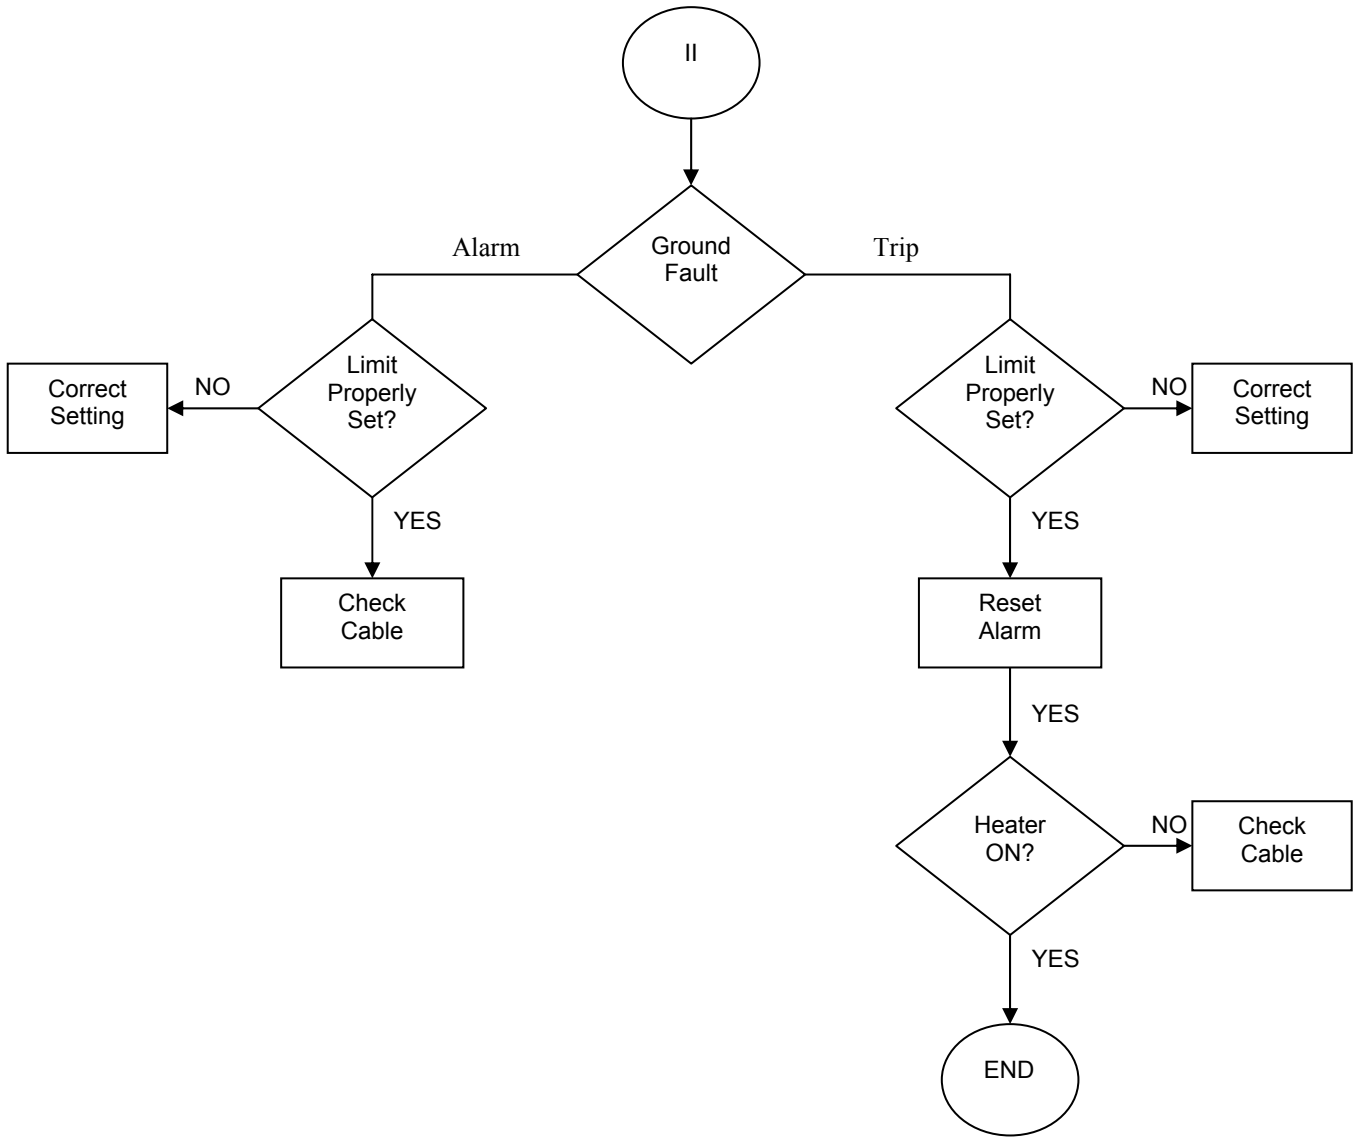 II
Ground
Fault
Alarm
Trip
Limit
Properly
Set?
NO
Correct
Setting
YES
Check
Cable
Limit
Properly
Set?
NO
Correct
Setting
YES
Reset
Alarm
YES
Heater
ON?
NO
Check
Cable
YES
END